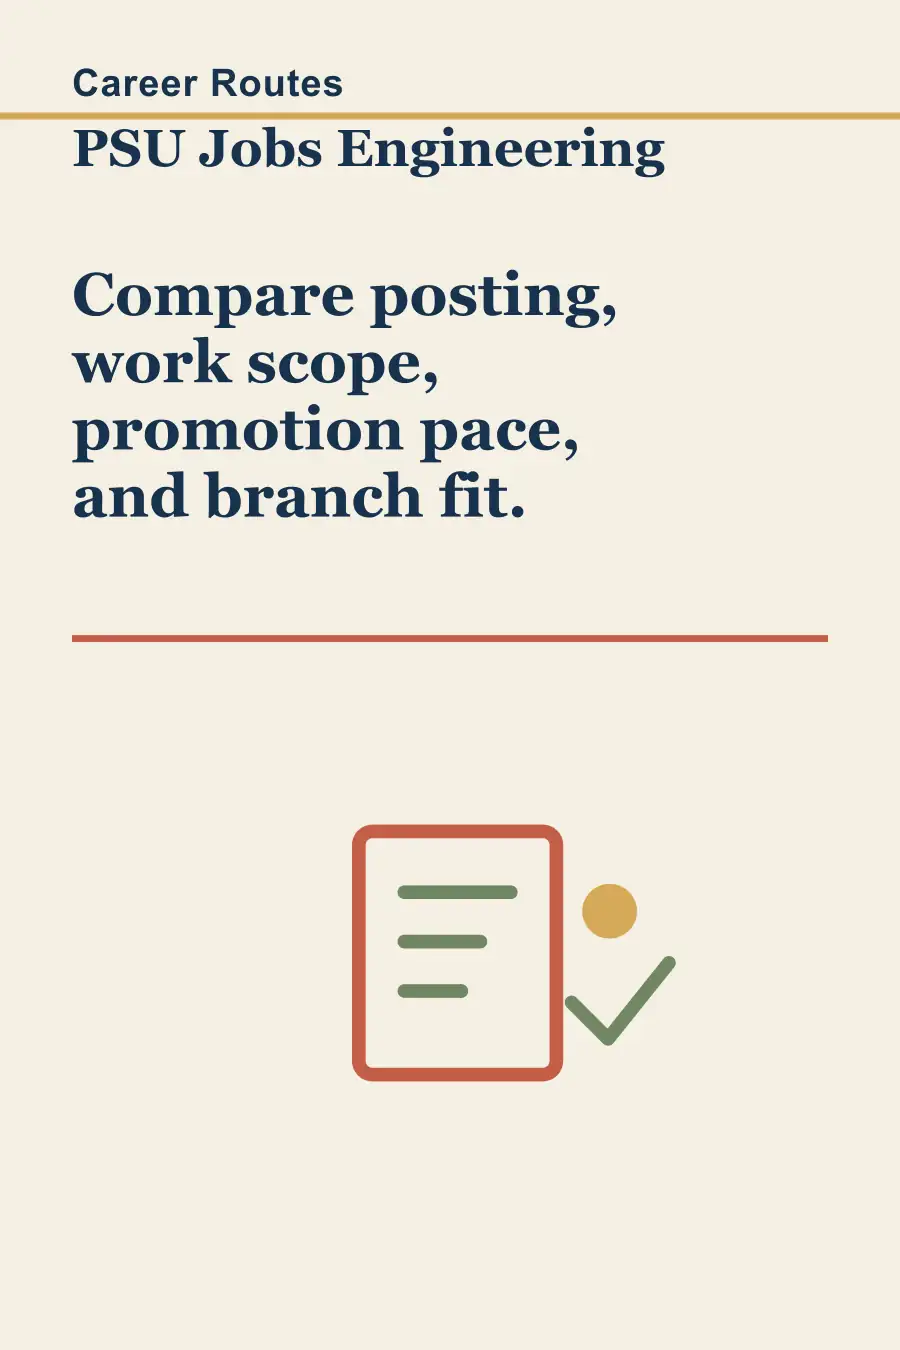 Career Routes
PSU Jobs Engineering
Compare posting,
work scope,
promotion pace,
and branch fit.